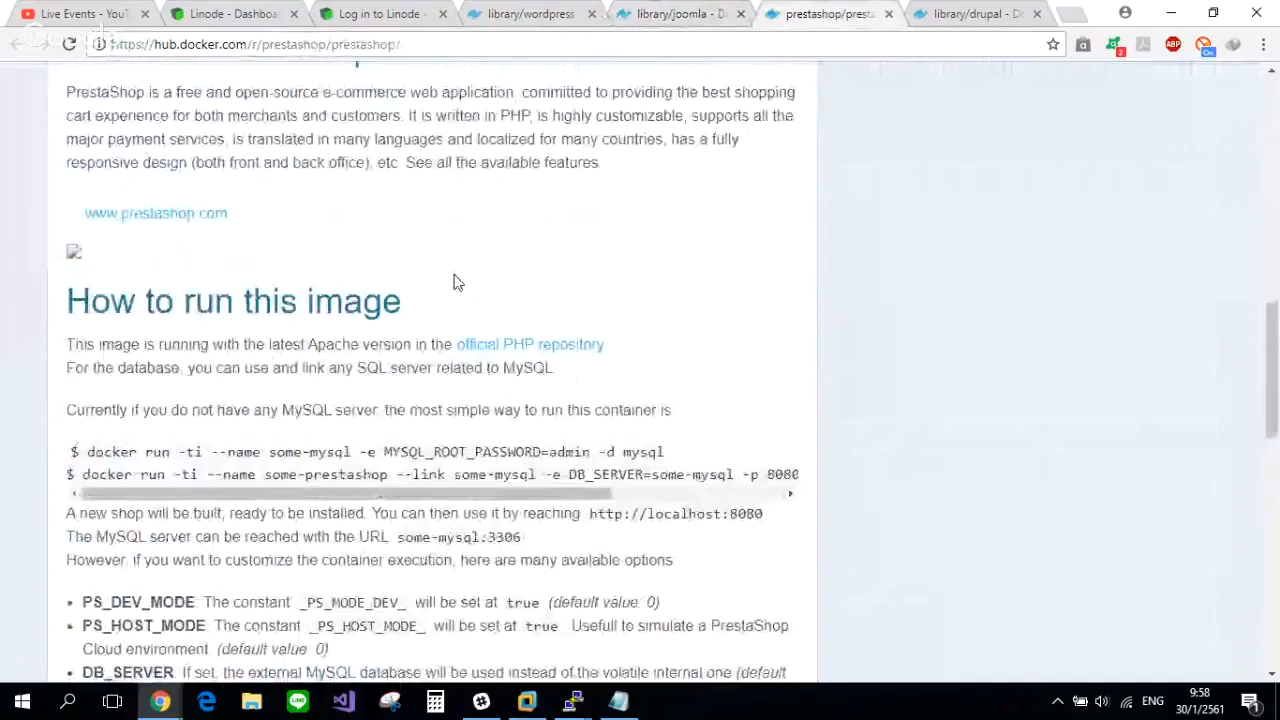 Live Events - YouT
Linode - Dashboa
Log in to Linode -
library/wordpress
library/joomla - Do
prestashop/presta
library/drupal - Do
https://hub.docker.com/r/prestashop/prestashop/
ABP
2
On
PrestaShop is a free and open-source e-commerce web application, committed to providing the best shopping
cart experience for both merchants and customers. It is written in PHP, is highly customizable, supports all the
major payment services, is translated in many languages and localized for many countries, has a fully
responsive design (both front and back office), etc See all the available features
www.prestashop.com
How to run this image
This image is running with the latest Apache version in the official PHP repository
For the database, you can use and link any SQL server related to MySQL.
Currently if you do not have any MySQL server, the most simple way to run this container is
$ docker run -ti --name some-mysql -e MYSQL_ROOT_PASSWORD=admin -d mysql
$ docker run -ti --name some-prestashop --link some-mysql -e DB_SERVER=some-mysql -p 8080
A new shop will be built, ready to be installed. You can then use it by reaching http://localhost:8080
The MySQL server can be reached with the URL some-mysql:3306
However, if you want to customize the container execution, here are many available options
• PS_DEV_MODE The constant _PS_MODE_DEV_ will be set at true (default value: 0)
• PS_HOST_MODE The constant _PS_HOST_MODE_ will be set at true Usefull to simulate a PrestaShop
Cloud environment. (default value 0)
• DB_SERVER If set, the external MySQL database will be used instead of the volatile internal one (default
ENG
9:58
30/1/2561
1